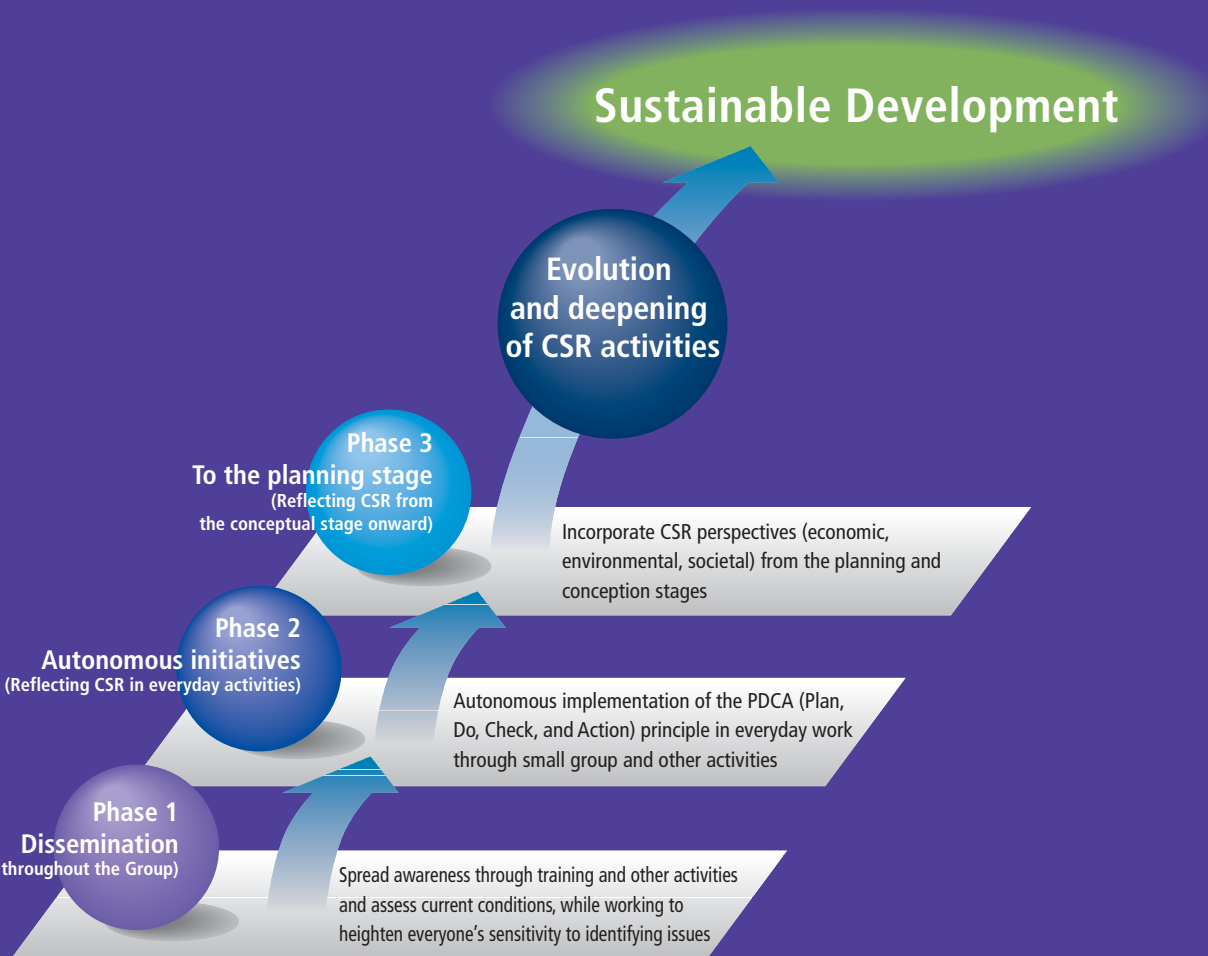 Sustainable Development
Evolution
and deepening
of CSR activities
Phase 3
To the planning stage
(Reflecting CSR from
the conceptual stage onward)
Incorporate CSR perspectives (economic,
environmental, societal) from the planning and
conception stages
Phase 2
Autonomous initiatives
(Reflecting CSR in everyday activities)
Autonomous implementation of the PDCA (Plan,
Do, Check, and Action) principle in everyday work
through small group and other activities
Phase 1
Dissemination
throughout the Group)
Spread awareness through training and other activities
and assess current conditions, while working to
heighten everyone’s sensitivity to identifying issues